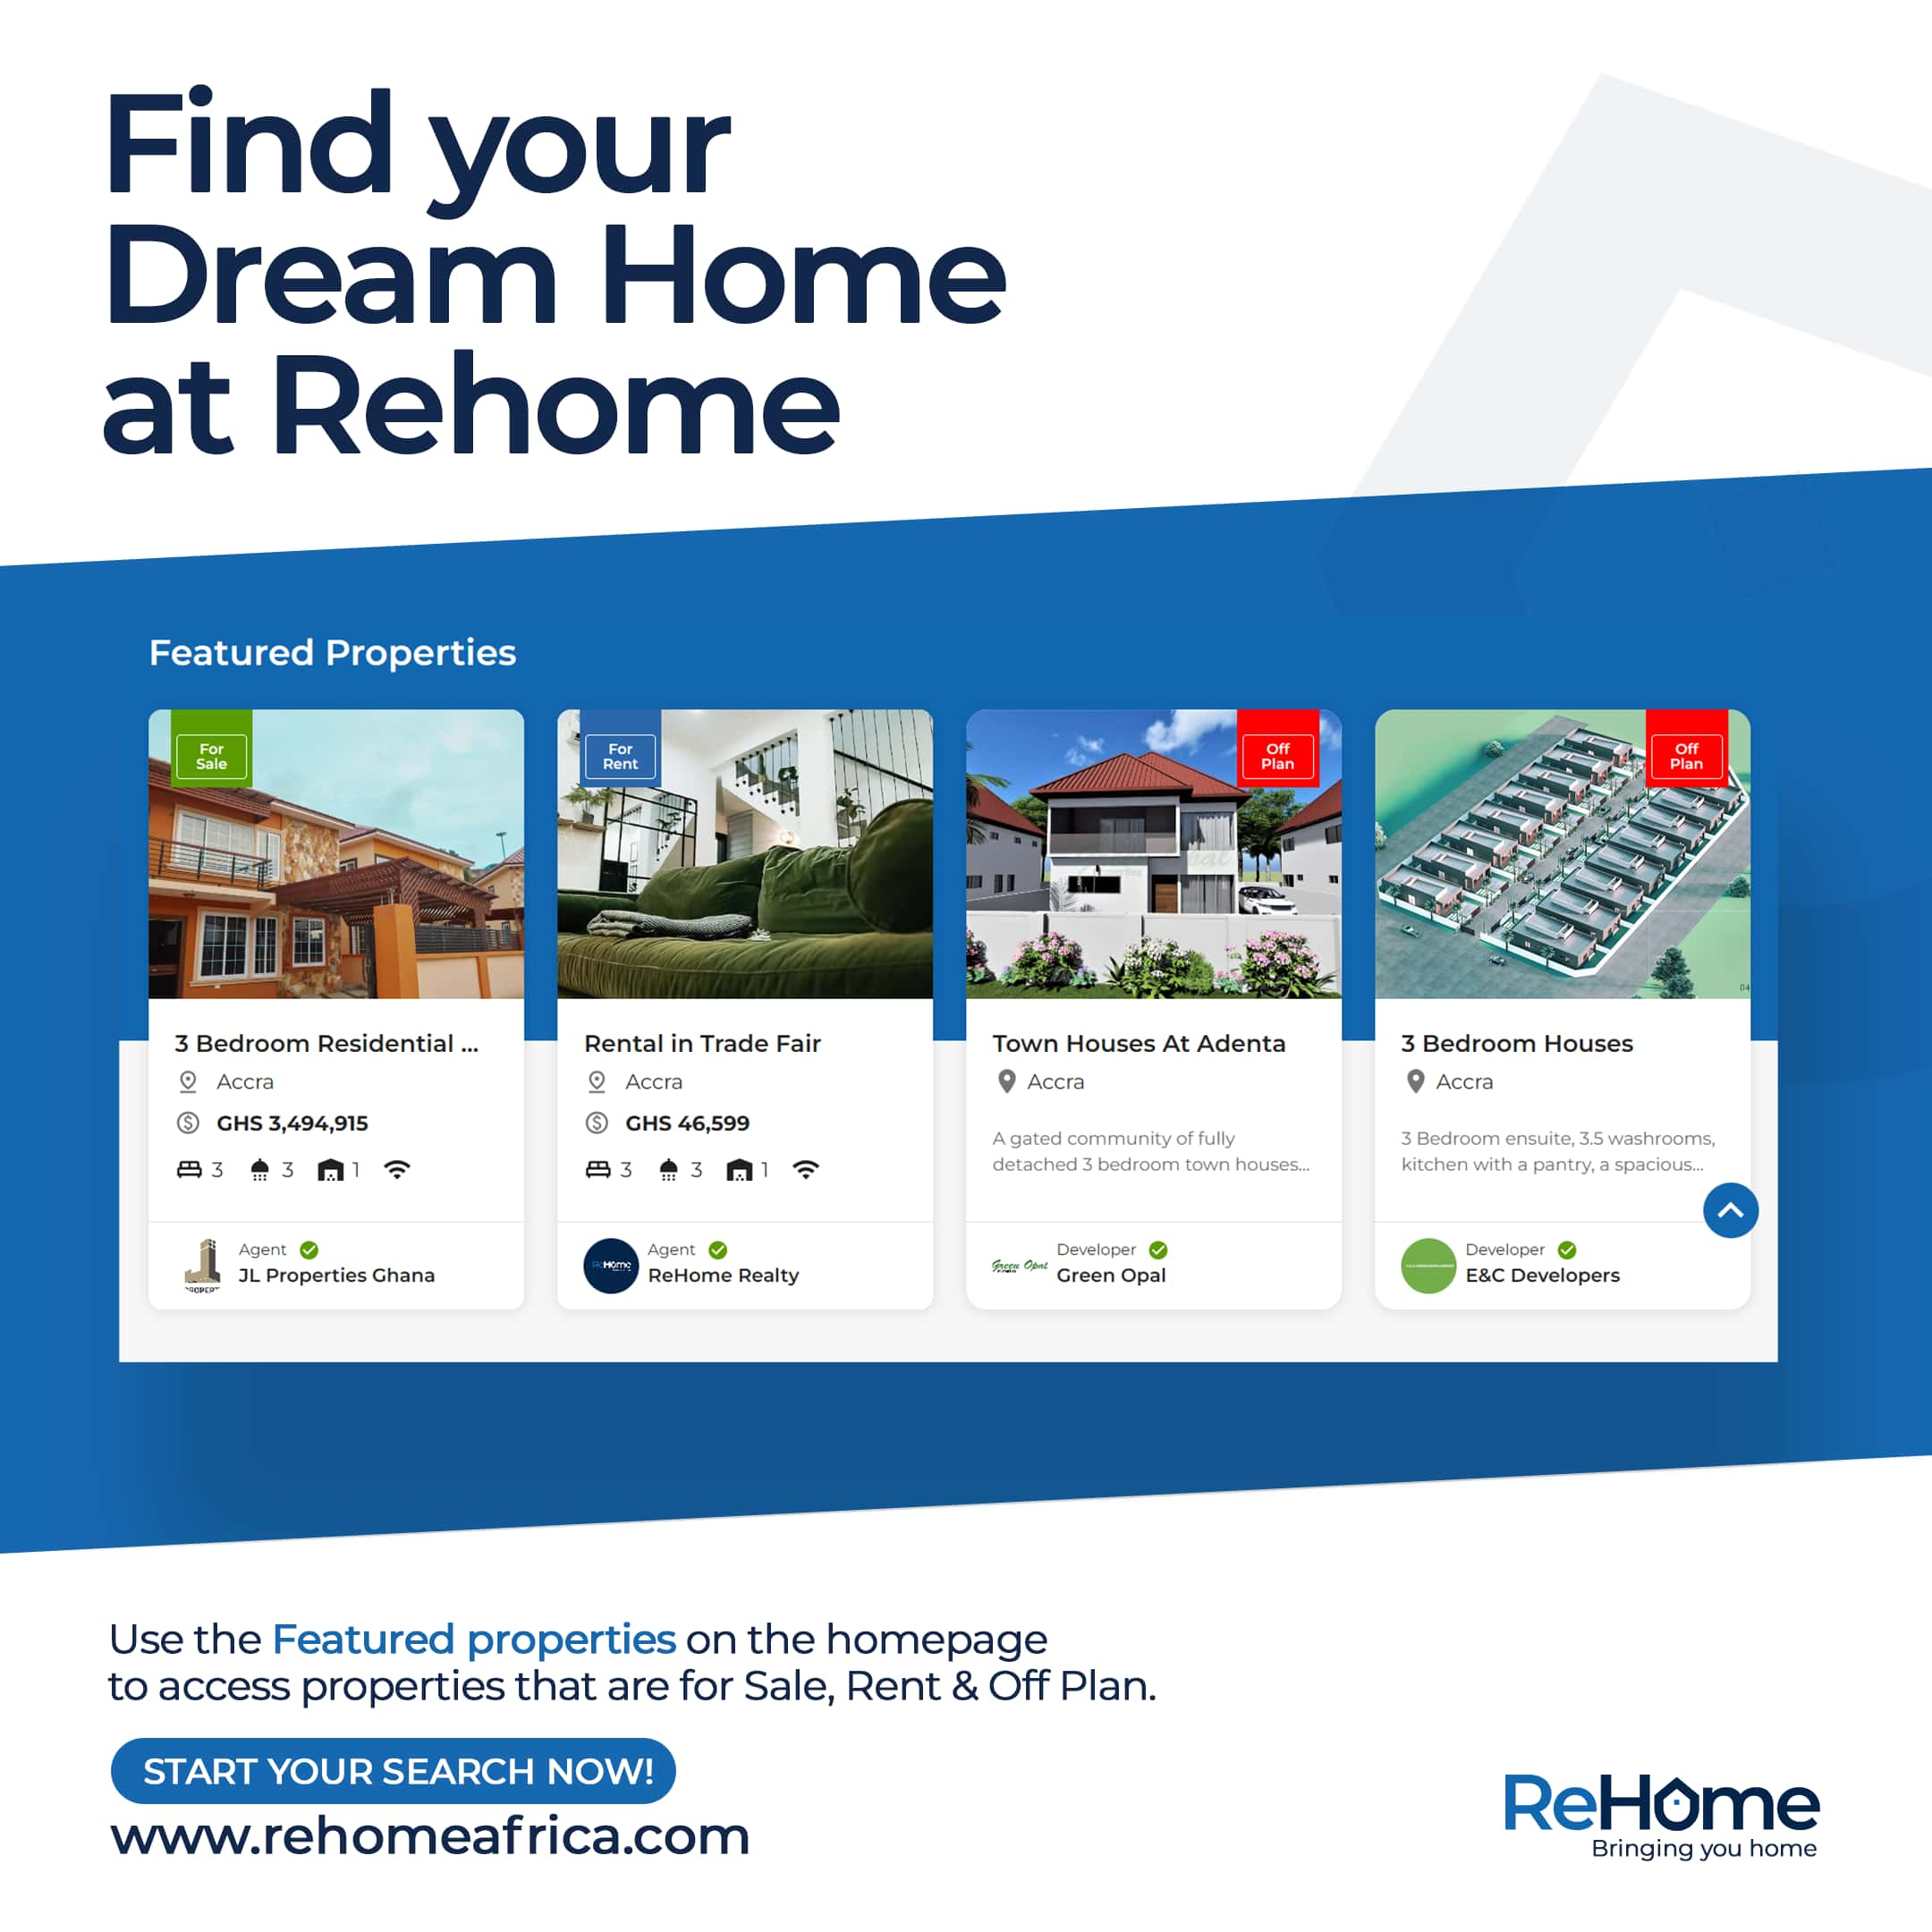 Find your
Dream Home
at Rehome
Featured Properties
For
Sale
3 Bedroom Residential ...
Accra
GHS 3,494,915
3 3 1
Agent
JL Properties Ghana
For
Rent
Rental in Trade Fair
Accra
GHS 46,599
3 3 1
Agent
ReHome
ReHome Realty
Off
Plan
Town Houses At Adenta
Accra
A gated community of fully
detached 3 bedroom town houses...
Green Opal
Developer
Green Opal
Off
Plan
04
3 Bedroom Houses
Accra
3 Bedroom ensuite, 3.5 washrooms,
kitchen with a pantry, a spacious...
Developer
E&C Developers
Use the Featured properties on the homepage
to access properties that are for Sale, Rent & Off Plan.
START YOUR SEARCH NOW!
www.rehomeafrica.com
ReHome
Bringing you home